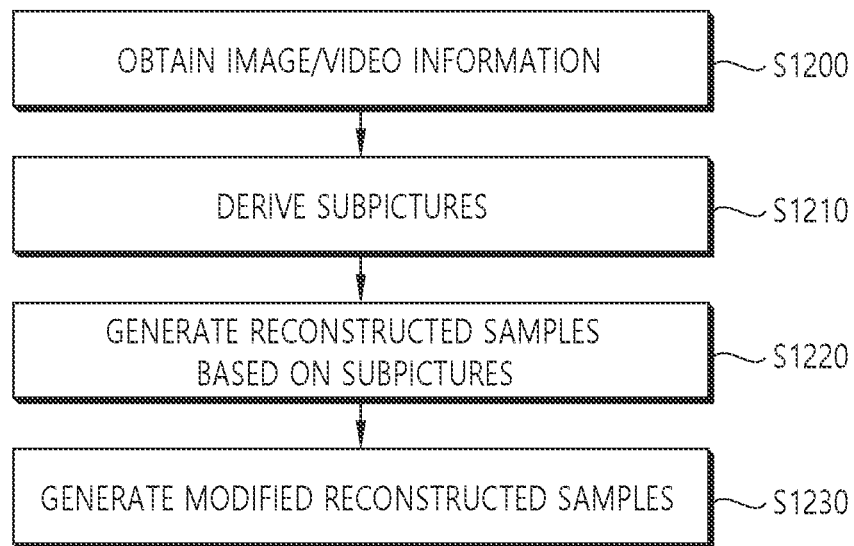 OBTAIN IMAGE/VIDEO INFORMATION
S1200
DERIVE SUBPICTURES
S1210
GENERATE RECONSTRUCTED SAMPLES
BASED ON SUBPICTURES
S1220
GENERATE MODIFIED RECONSTRUCTED SAMPLES
S1230